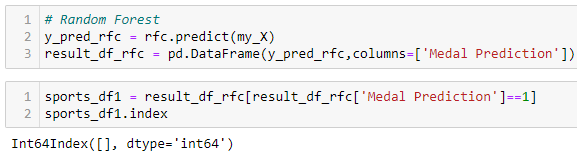 1 # Random Forest
2 y_pred_rfc = rfc.predict(my_X)
3 result_df_rfc = pd.DataFrame(y_pred_rfc,columns=['Medal Prediction'])
1 sports_df1 = result_df_rfc[result_df_rfc['Medal Prediction']==1]
2 sports_df1.index
Int64Index([], dtype='int64')